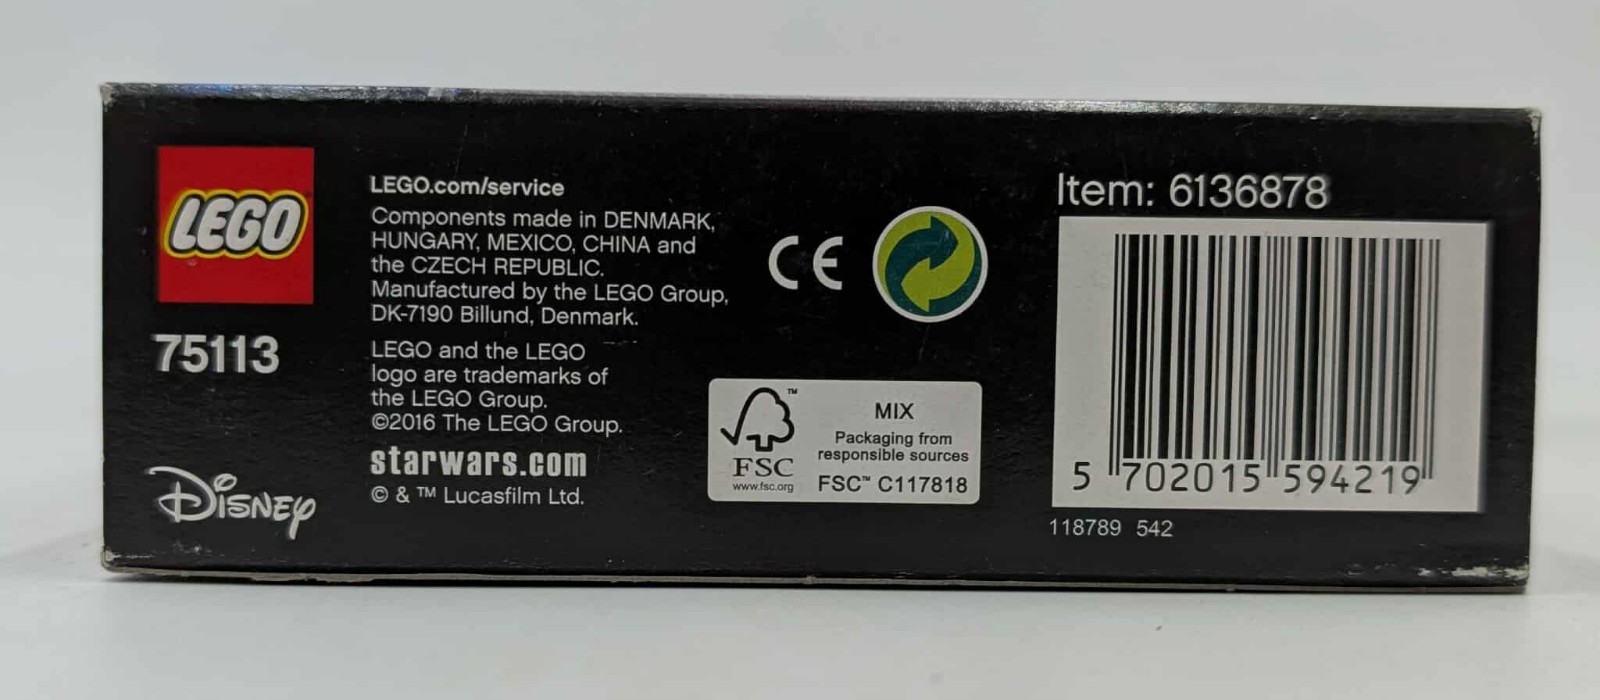 LEGO
75113
Disney
LEGO.com/service
Components made in DENMARK,
HUNGARY, MEXICO, CHINA and
the CZECH REPUBLIC.
Manufactured by the LEGO Group,
DK-7190 Billund, Denmark.
LEGO and the LEGO
logo are trademarks of
the LEGO Group.
©2016 The LEGO Group.
starwars.com
© & ™ Lucasfilm Ltd.
CE
™
FSC
www.fsc.org
MIX
Packaging from
responsible sources
FSC™ C117818
Item: 6136878
5 702015 594219
118789 542